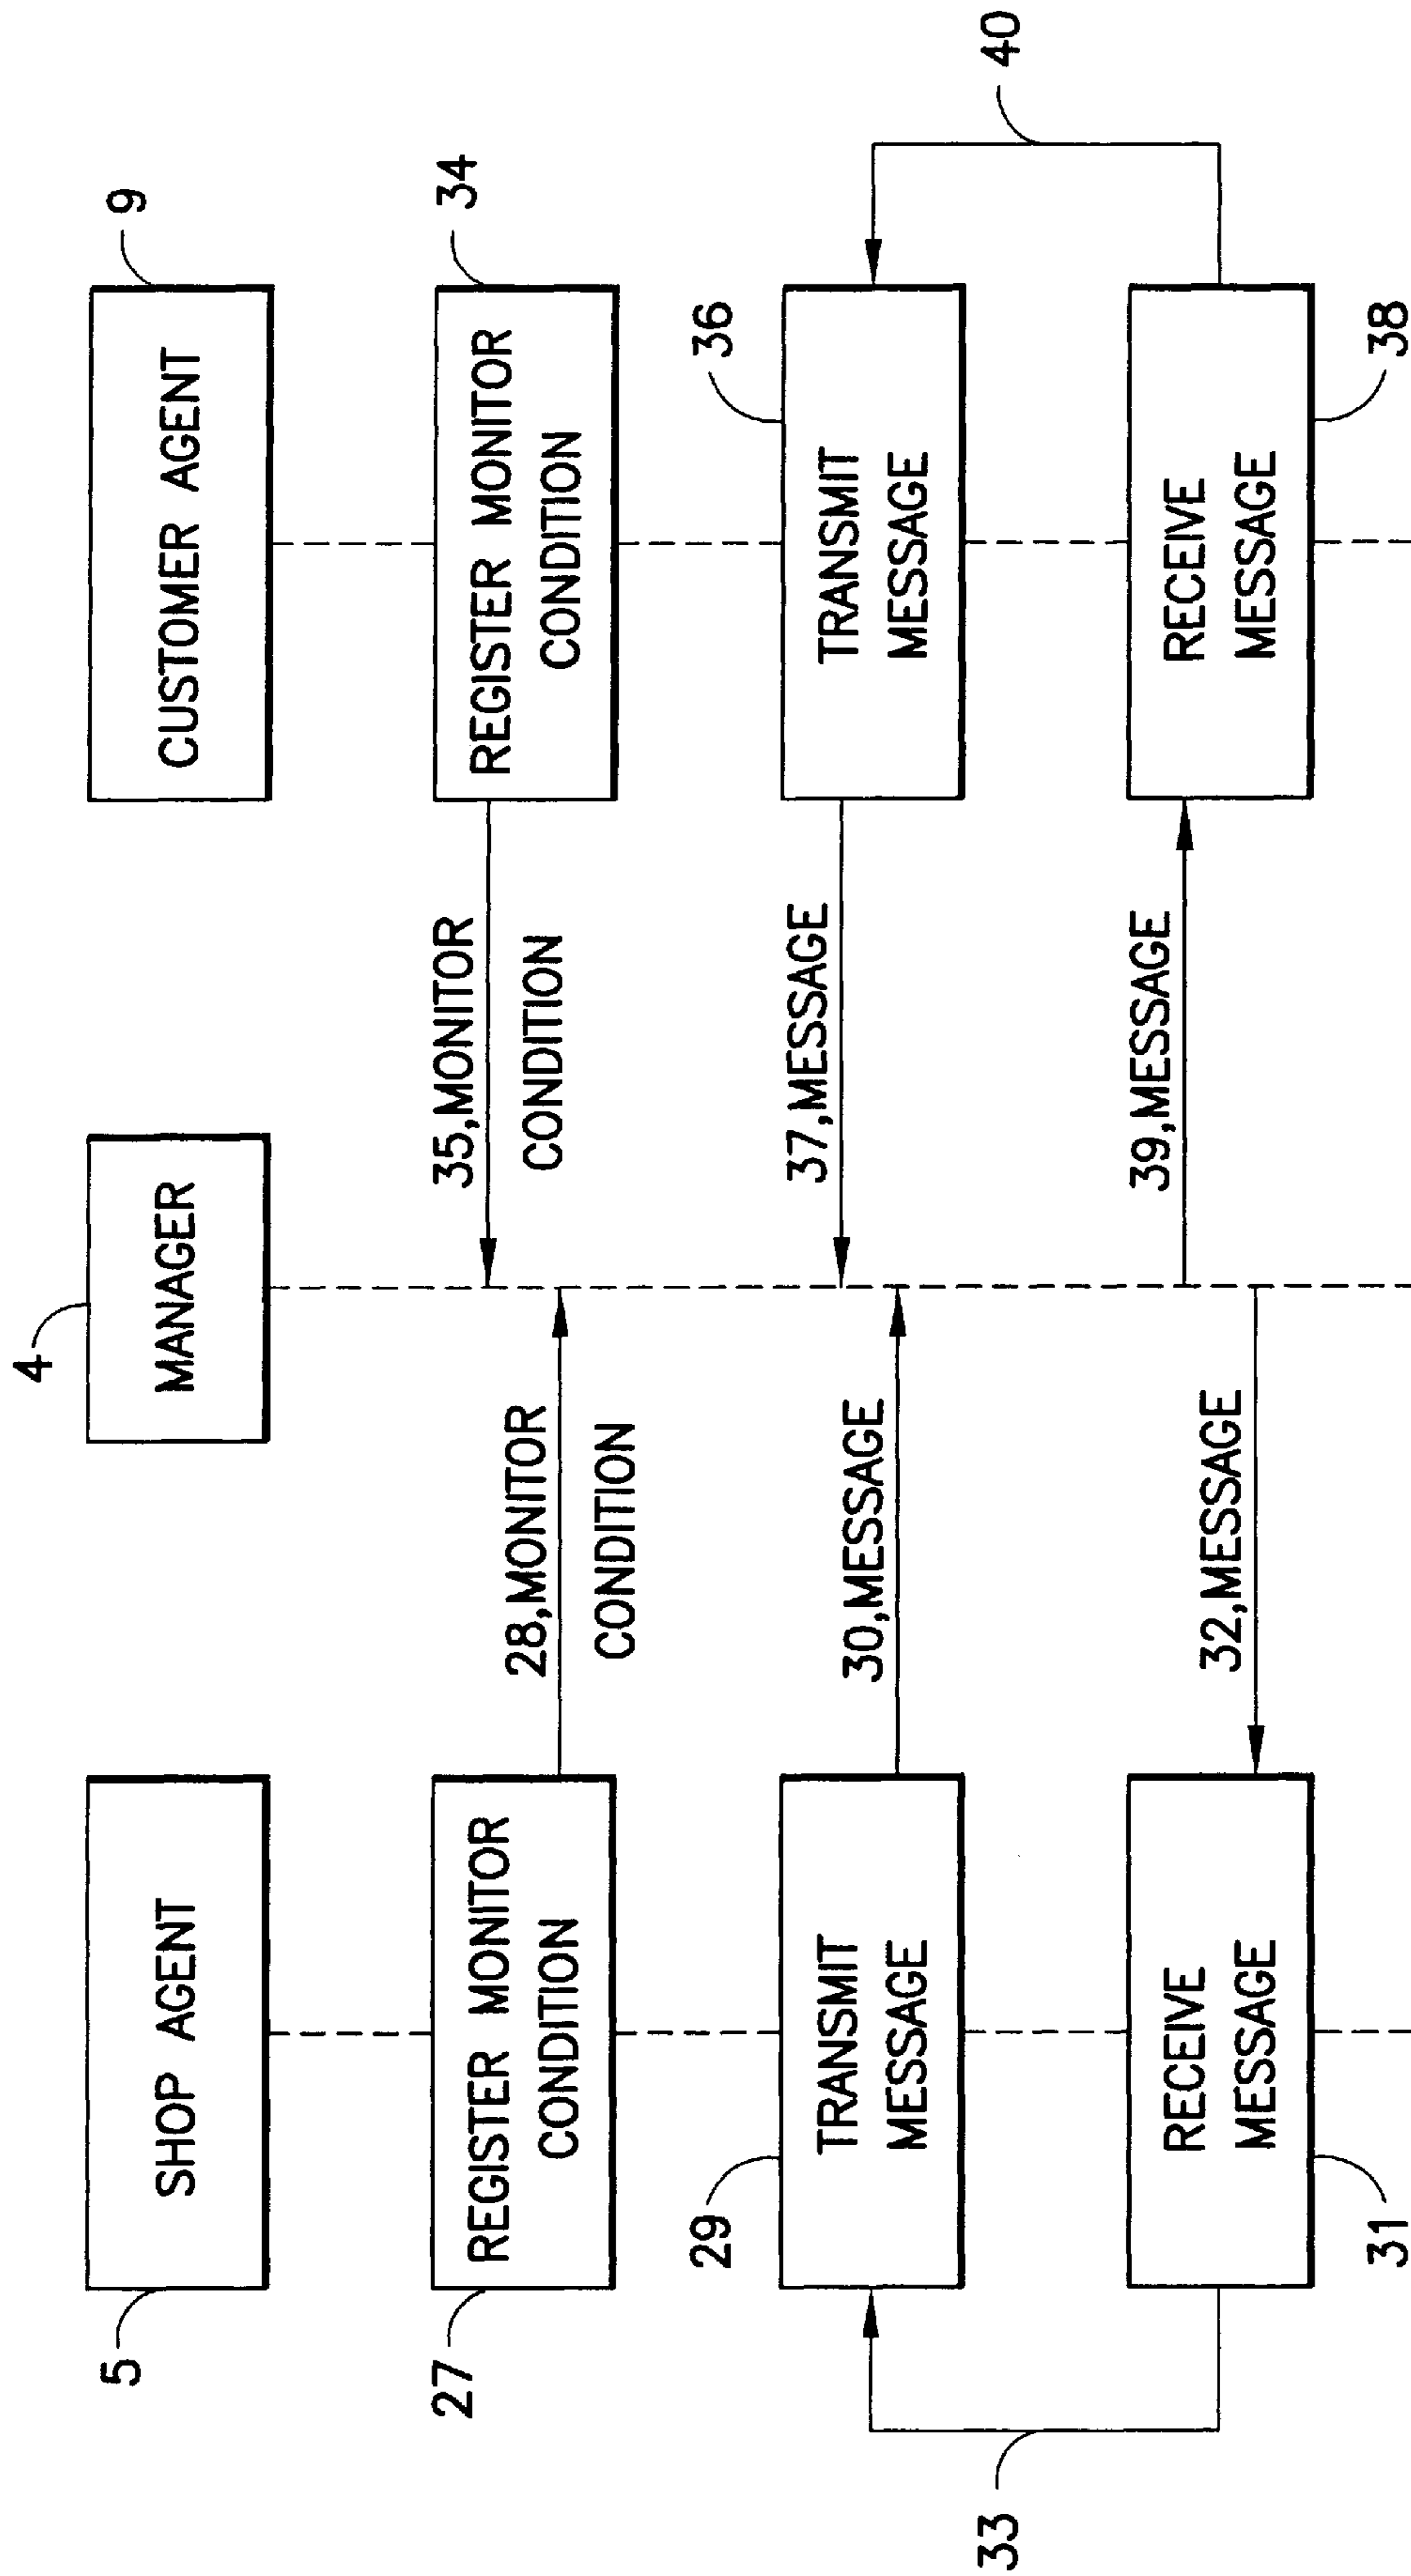 4
5
SHOP AGENT
MANAGER
CUSTOMER AGENT
9
27
REGISTER MONITOR
CONDITION
28,MONITOR
CONDITION
35,MONITOR
CONDITION
REGISTER MONITOR
CONDITION
34
29
TRANSMIT
MESSAGE
30,MESSAGE
37,MESSAGE
TRANSMIT
MESSAGE
36
33
RECEIVE
MESSAGE
31
32,MESSAGE
39,MESSAGE
RECEIVE
MESSAGE
38
40